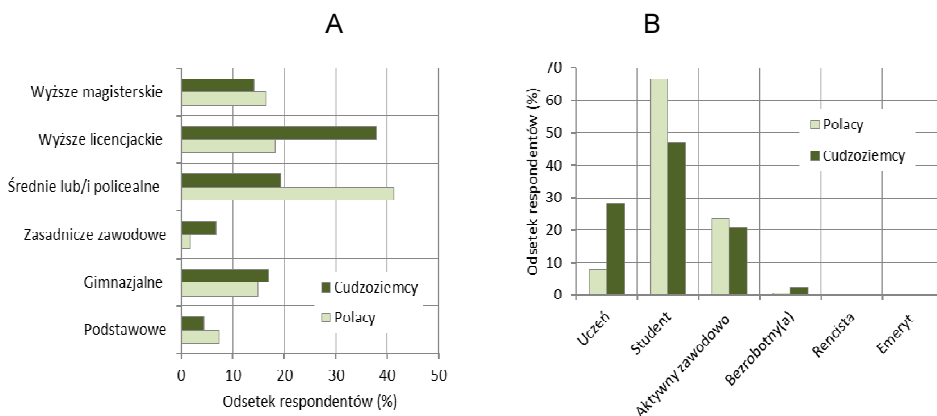 A
Wyższe magisterskie
Wyższe licencjackie
Średnie lub/i policealne
Zasadnicze zawodowe
Gimnazjalne
Podstawowe
Cudzoziemcy
Polacy
0 10 20 30 40 50
Odsetek respondentów (%)
B
Odsetek respondentów (%)
70
60
50
40
30
20
10
0
Polacy
Cudzoziemcy
Uczeń
Student
Aktywny zawodowo
Bezrobotny(a)
Rencista
Emeryt